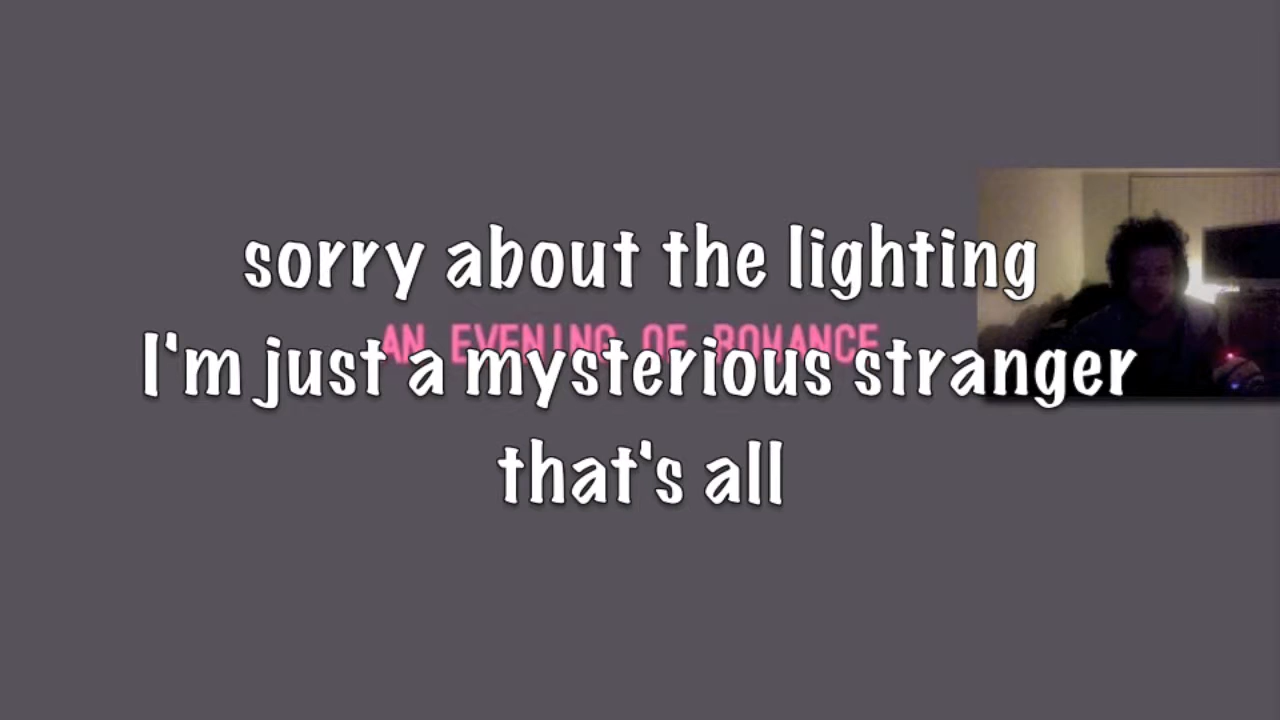 sorry about the lighting
AN EVENING OF ROMANCE
I'm just a mysterious stranger
that's all